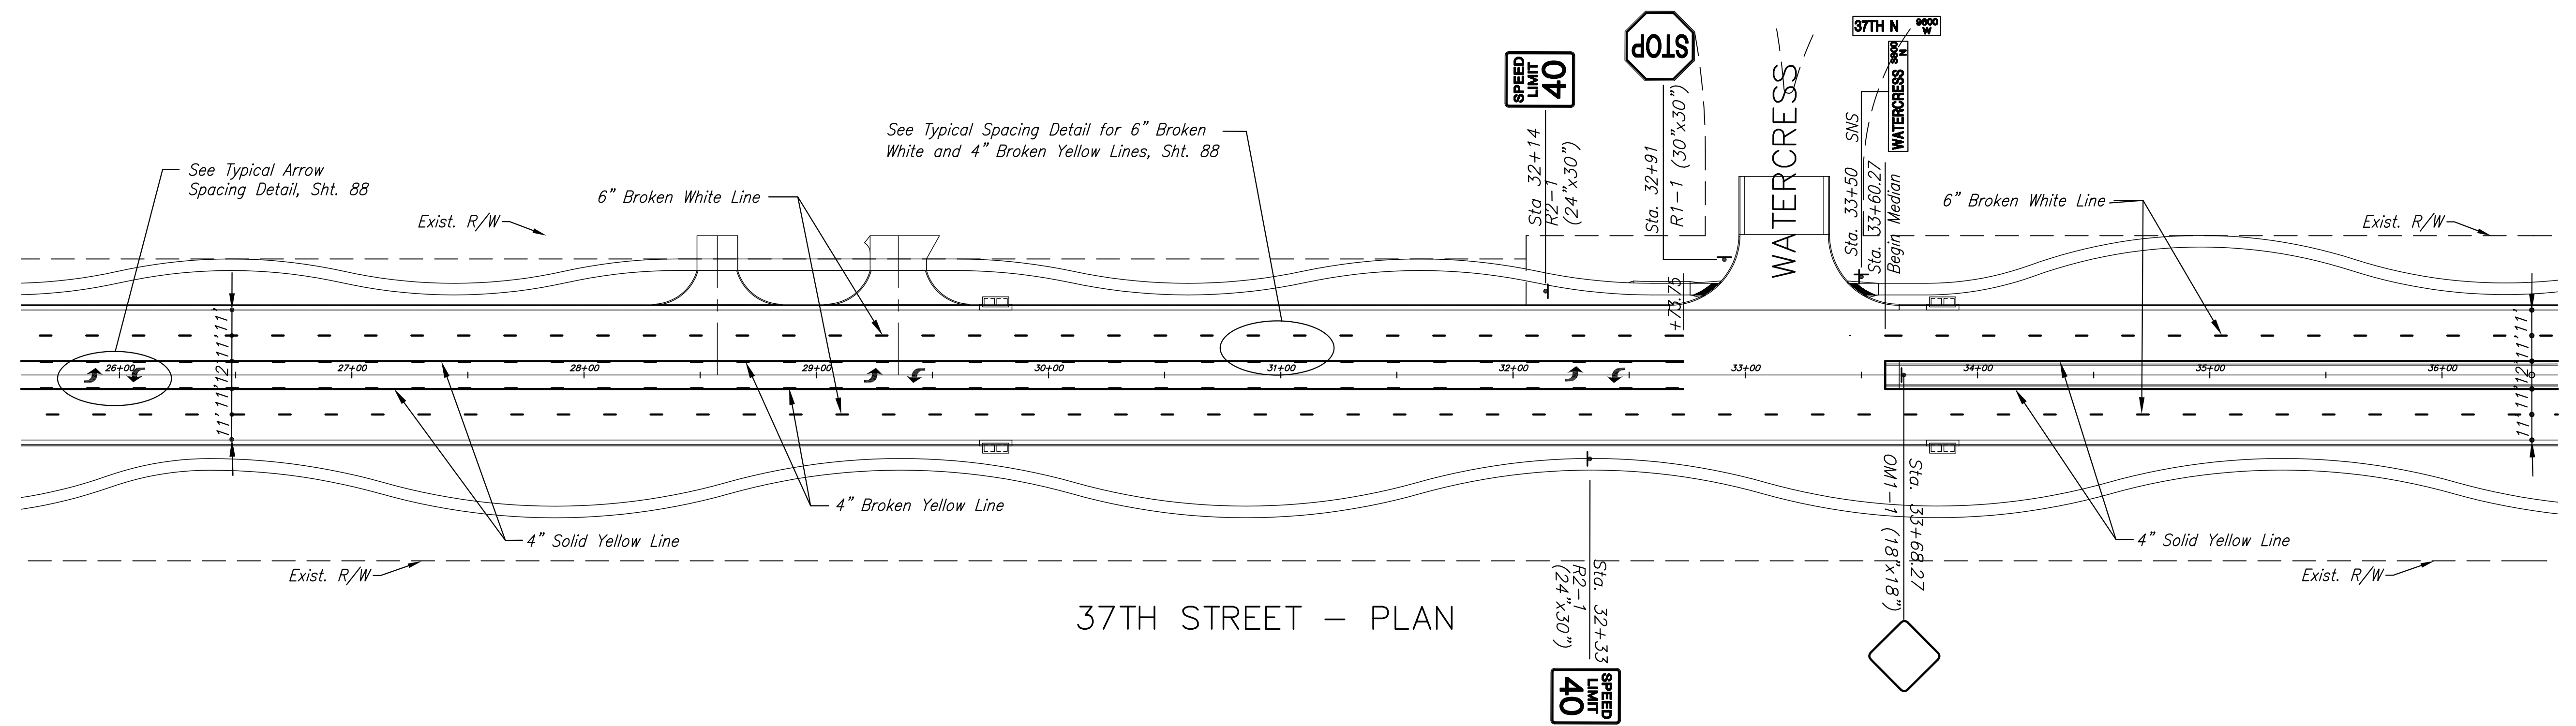 See Typical Arrow
Spacing Detail, Sht. 88
Exist. R/W
6" Broken White Line
See Typical Spacing Detail for 6" Broken
White and 4" Broken Yellow Lines, Sht. 88
SPEED
LIMIT
40
Sta 32+14
R2-1
(24"x30")
STOP
Sta. 32+91
R1-1 (30"x30")
WATERCRESS
37TH N 9600
W
WATERCRESS
N
Sta. 33+50 SNS
Sta. 33+60.27
Begin Median
6" Broken White Line
Exist. R/W
+73.75
11'11'12'11'11'
26+00
27+00
28+00
29+00
30+00
31+00
32+00
33+00
34+00
35+00
36+00
11'11'12'11'11'
4" Broken Yellow Line
4" Solid Yellow Line
Exist. R/W
Sta. 32+33
R2-1
(24"x30")
SPEED
LIMIT
40
Sta. 33+68.27
OM1-1 (18"x18")
4" Solid Yellow Line
Exist. R/W
37TH STREET - PLAN